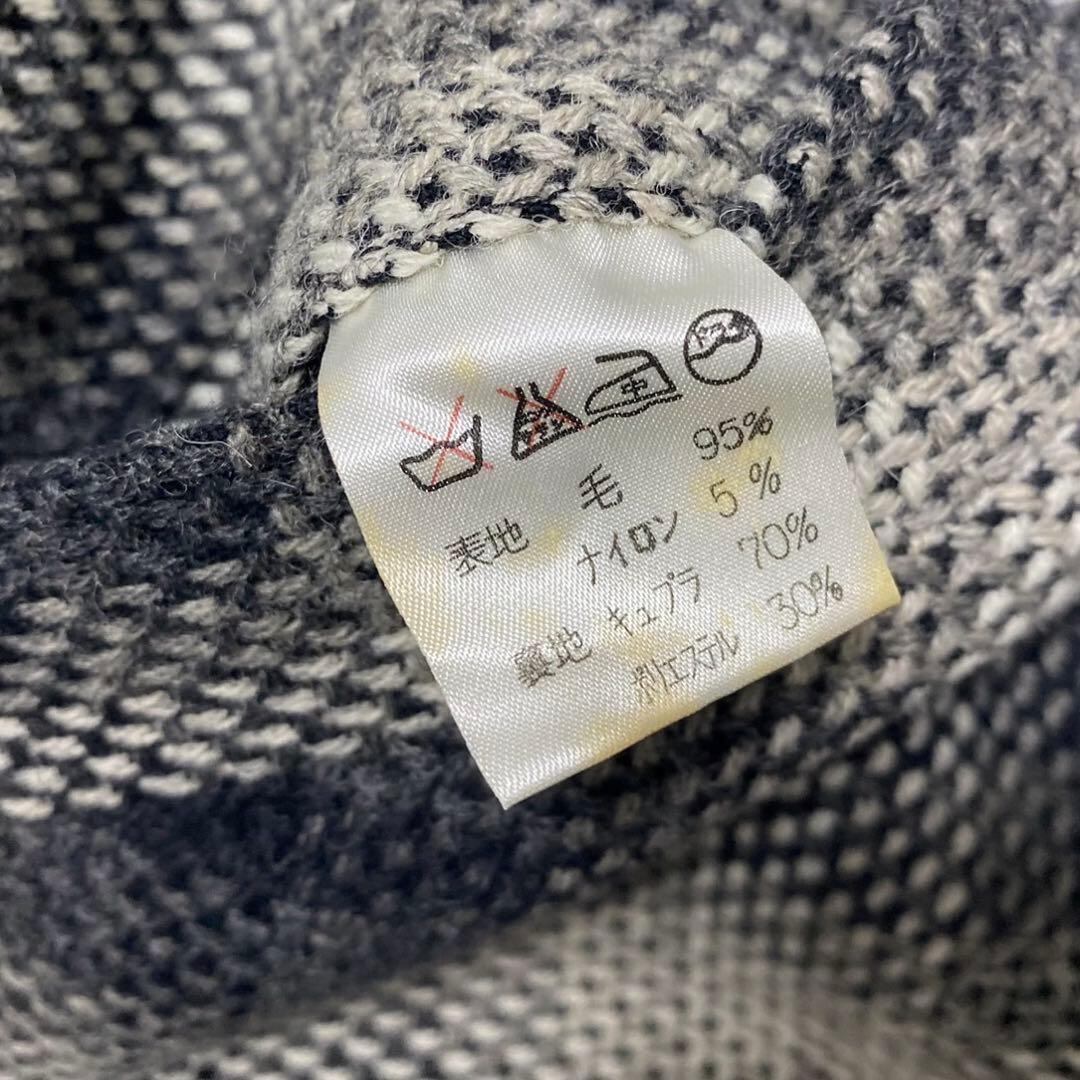 中 ドライ
表地 毛 95%
ナイロン 5%
裏地 キュプラ 70%
ポリエステル 30%